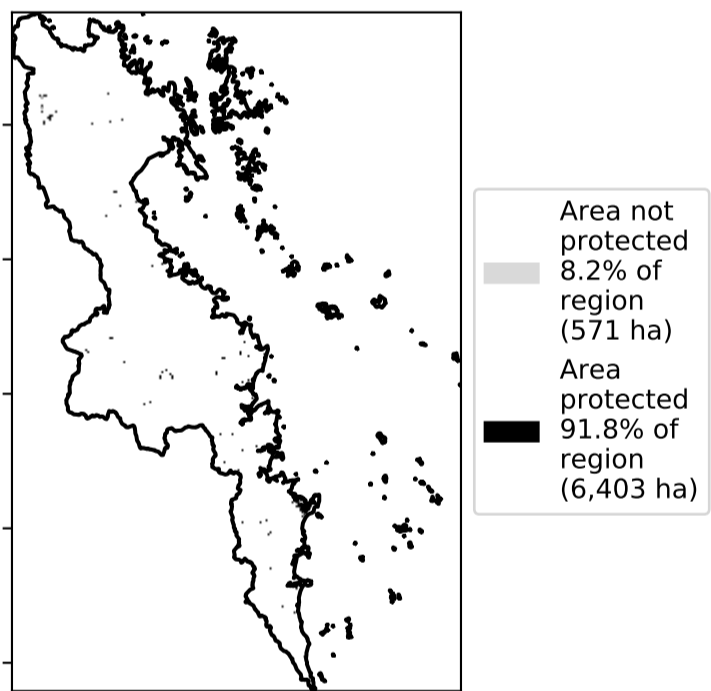 Area not
protected
8.2% of
region
(571 ha)
Area
protected
91.8% of
region
(6,403 ha)